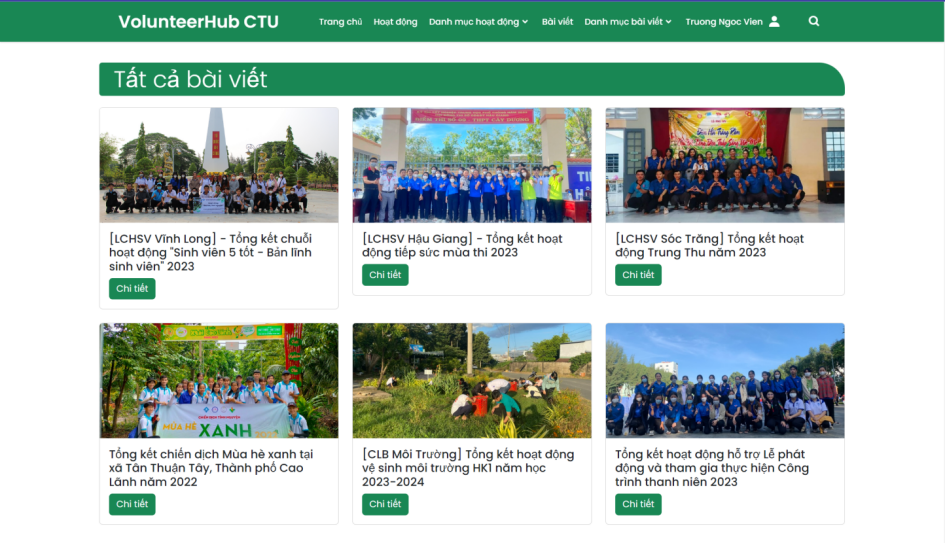 VolunteerHub CTU
Trang chủ Hoạt động Danh mục hoạt động Bài viết Danh mục bài viết Truong Ngoc Vien
Tất cả bài viết
[LCHSV Vĩnh Long] - Tổng kết chuỗi
hoạt động "Sinh viên 5 tốt - Bản lĩnh
sinh viên" 2023
Chi tiết
[LCHSV Hậu Giang] - Tổng kết hoạt
động tiếp sức mùa thi 2023
Chi tiết
[LCHSV Sóc Trăng] Tổng kết hoạt
động Trung Thu năm 2023
Chi tiết
MÙA HÈ
XANH
Tổng kết chiến dịch Mùa hè xanh tại
xã Tân Thuận Tây, Thành phố Cao
Lãnh năm 2022
Chi tiết
[CLB Môi Trường] Tổng kết hoạt động
vệ sinh môi trường HK1 năm học
2023-2024
Chi tiết
Tổng kết hoạt động hỗ trợ Lễ phát
động và tham gia thực hiện Công
trình thanh niên 2023
Chi tiết